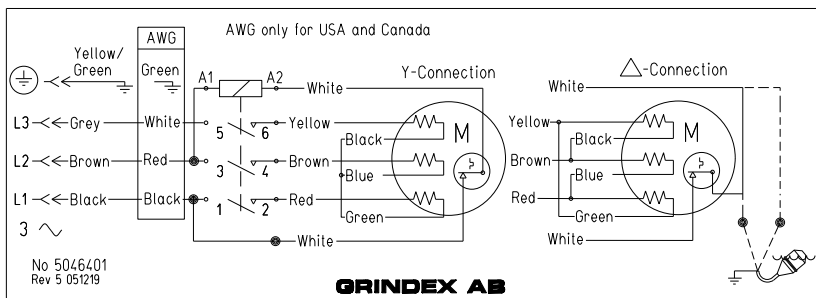 AWG
AWG only for USA and Canada
Yellow/
Green
Green
A1
A2
White
Y-Connection
△-Connection
White
L3
Grey
White
5
6
Yellow
Black
M
Yellow
Black
M
L2
Brown
Red
3
4
Brown
Blue
Brown
Blue
L1
Black
Black
1
2
Red
Green
Red
Green
3 ~
White
White
No 5046401
Rev 5 051219
GRINDEX AB